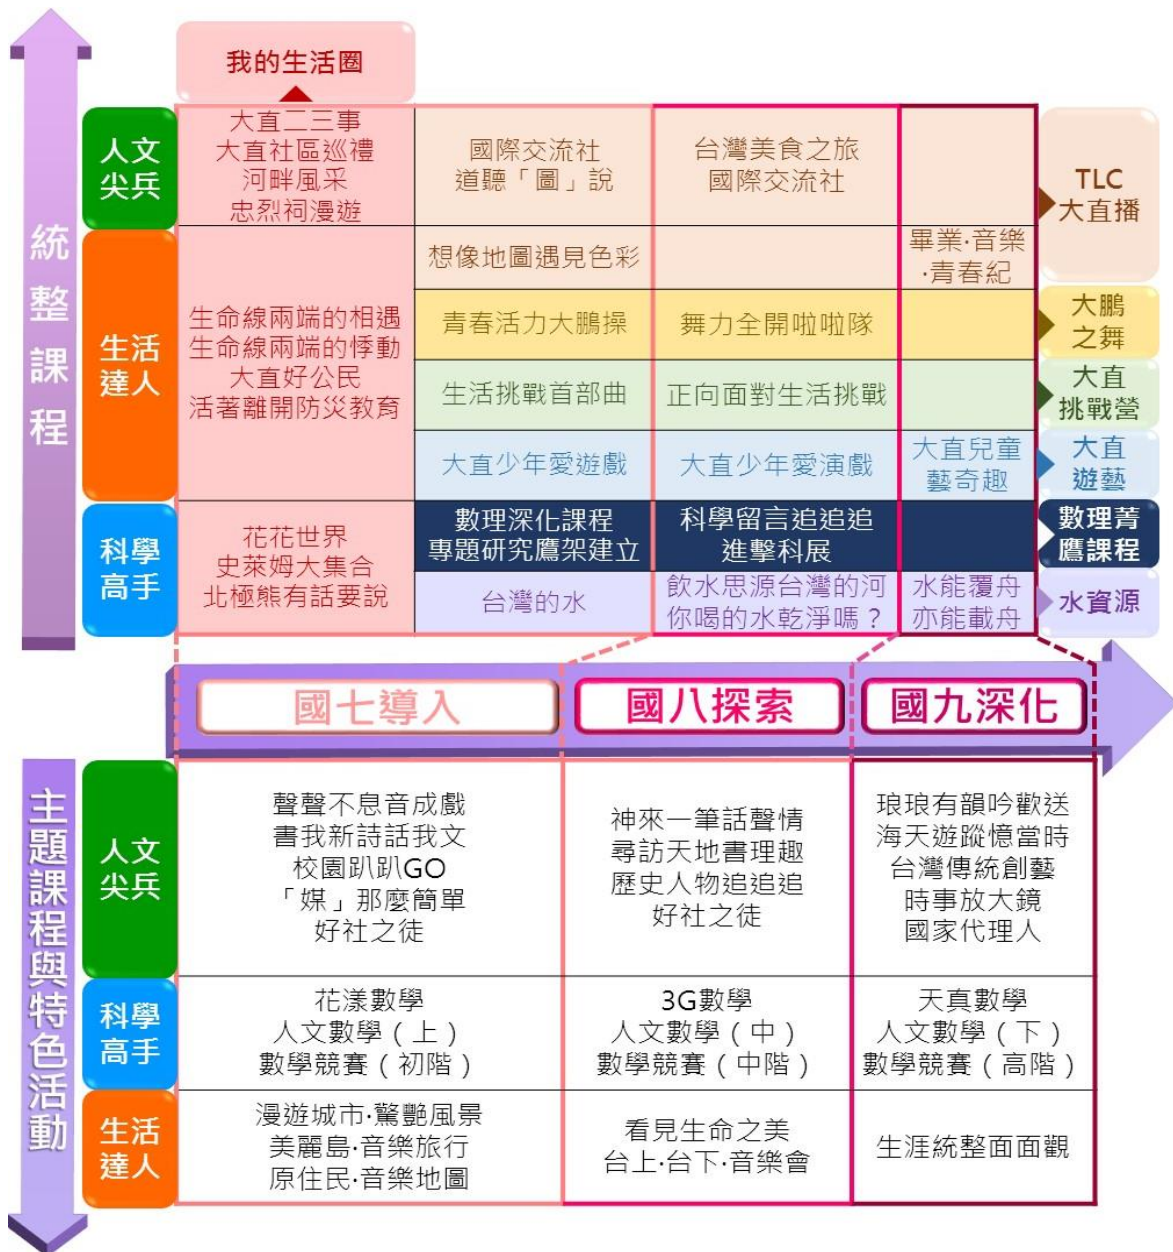 統整課程
我的生活圈
人文
尖兵
大直二三事
大直社區巡禮
河畔風采
忠烈祠漫遊
國際交流社
道聽「圖」說
台灣美食之旅
國際交流社
TLC
大直播
生活
達人
生命線兩端的相遇
生命線兩端的悸動
大直好公民
活著離開防災教育
想像地圖遇見色彩
畢業·音樂
·青春紀
青春活力大鵬操
舞力全開啦啦隊
大鵬
之舞
生活挑戰首部曲
正向面對生活挑戰
大直
挑戰營
大直少年愛遊戲
大直少年愛演戲
大直兒童
藝奇趣
大直
遊藝
科學
高手
花花世界
史萊姆大集合
北極熊有話要說
數理深化課程
專題研究鷹架建立
科學留言追追追
進擊科展
數理菁
鷹課程
台灣的水
飲水思源台灣的河
你喝的水乾淨嗎？
水能覆舟
亦能載舟
水資源
國七導入
國八探索
國九深化
主題課程與特色活動
人文
尖兵
聲聲不息音成戲
書我新詩話我文
校園趴趴GO
「媒」那麼簡單
好社之徒
神來一筆話聲情
尋訪天地書理趣
歷史人物追追追
好社之徒
琅琅有韻吟歡送
海天遊蹤憶當時
台灣傳統創藝
時事放大鏡
國家代理人
科學
高手
花漾數學
人文數學（上）
數學競賽（初階）
3G數學
人文數學（中）
數學競賽（中階）
天真數學
人文數學（下）
數學競賽（高階）
生活
達人
漫遊城市·驚艷風景
美麗島·音樂旅行
原住民·音樂地圖
看見生命之美
台上·台下·音樂會
生涯統整面面觀